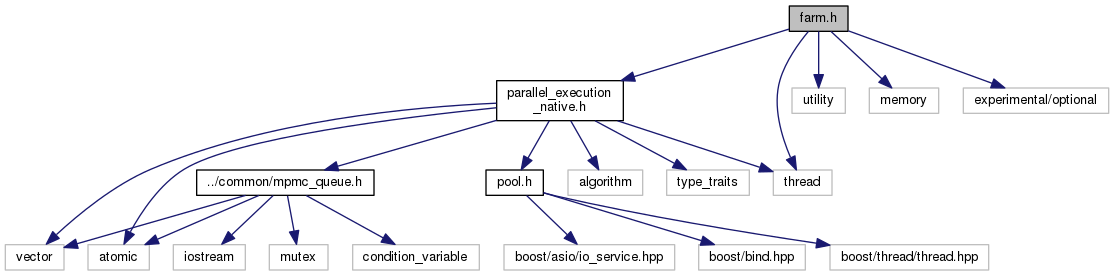 farm.h
parallel_execution
_native.h
utility
memory
experimental/optional
../common/mpmc_queue.h
pool.h
algorithm
type_traits
thread
vector
atomic
iostream
mutex
condition_variable
boost/asio/io_service.hpp
boost/bind.hpp
boost/thread/thread.hpp